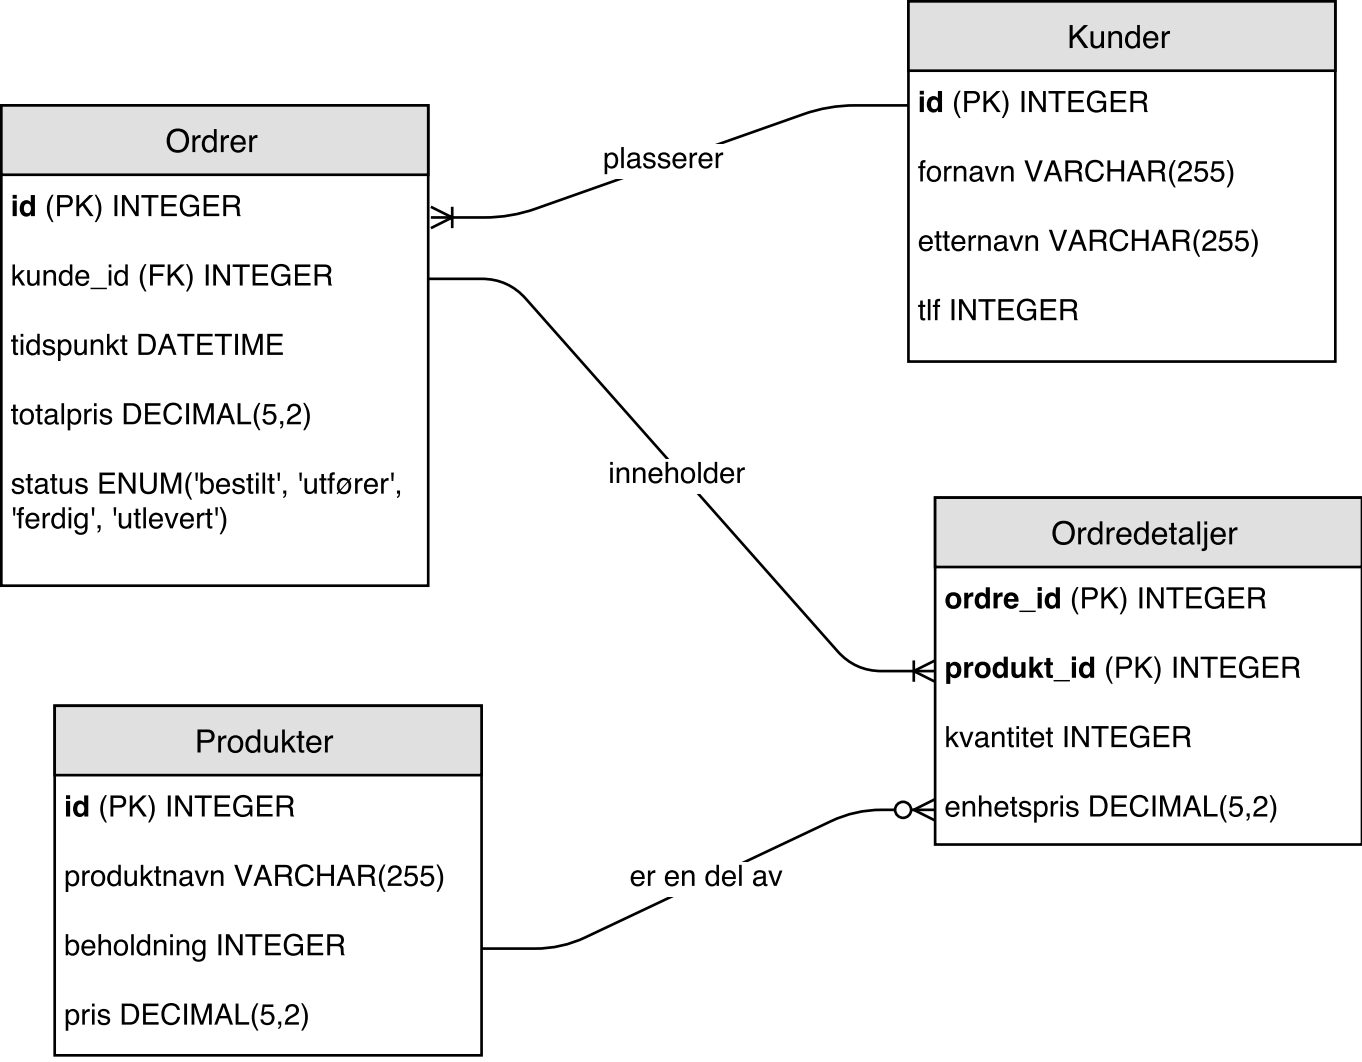 Kunder
id (PK) INTEGER
fornavn VARCHAR(255)
etternavn VARCHAR(255)
tlf INTEGER
plasserer
Ordrer
id (PK) INTEGER
kunde_id (FK) INTEGER
tidspunkt DATETIME
totalpris DECIMAL(5,2)
status ENUM('bestilt', 'utfører',
'ferdig', 'utlevert')
inneholder
Ordredetaljer
ordre_id (PK) INTEGER
produkt_id (PK) INTEGER
kvantitet INTEGER
enhetspris DECIMAL(5,2)
er en del av
Produkter
id (PK) INTEGER
produktnavn VARCHAR(255)
beholdning INTEGER
pris DECIMAL(5,2)